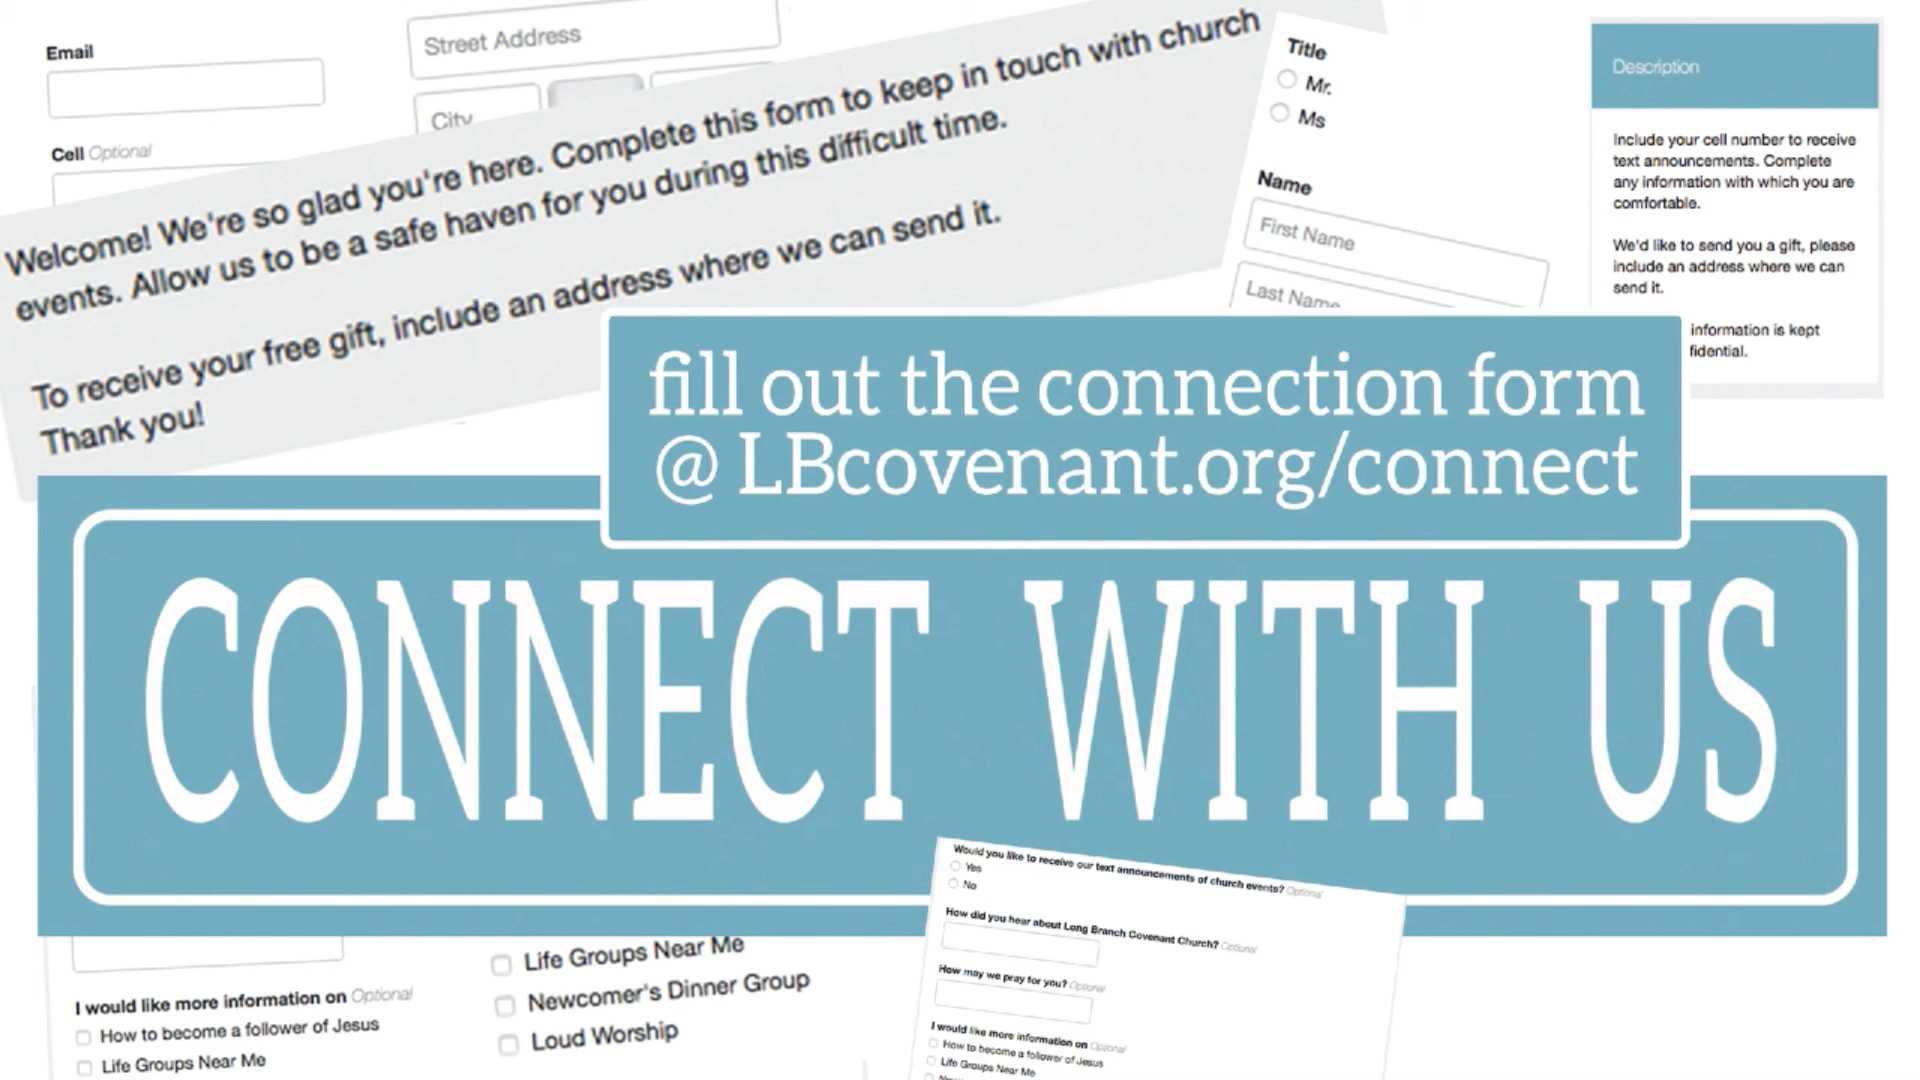 Email
Cell Optional
Street Address
City
Welcome! We're so glad you're here. Complete this form to keep in touch with church
events. Allow us to be a safe haven for you during this difficult time.
To receive your free gift, include an address where we can send it.
Thank you!
Title
Mr.
Ms
Name
First Name
Last Name
Description
Include your cell number to receive
text announcements. Complete
any information with which you are
comfortable.
We'd like to send you a gift, please
include an address where we can
send it.
information is kept
fidential.
fill out the connection form
@ LBcovenant.org/connect
CONNECT WITH US
I would like more information on Optional
How to become a follower of Jesus
Life Groups Near Me
Life Groups Near Me
Newcomer's Dinner Group
Loud Worship
Would you like to receive our text announcements of church events? Optional
Yes
No
How did you hear about Long Branch Covenant Church? Optional
How may we pray for you? Optional
I would like more information on Optional
How to become a follower of Jesus
Life Groups Near Me